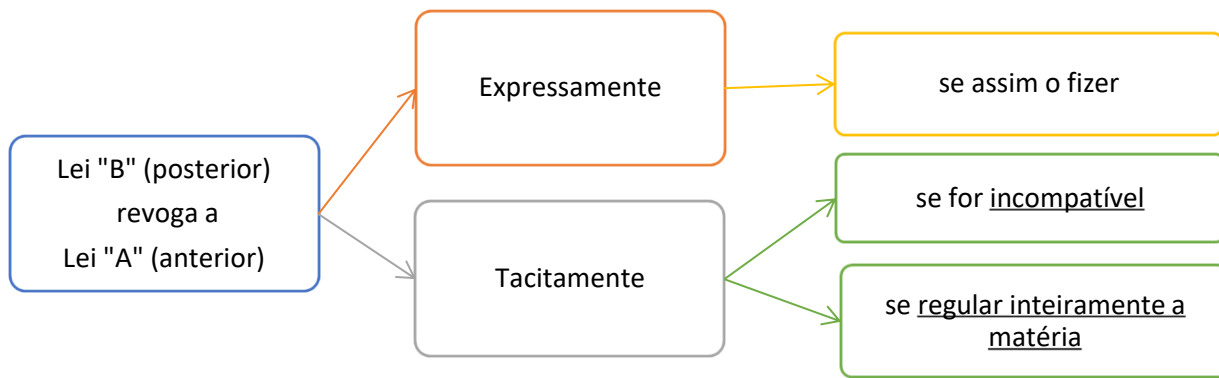 Lei "B" (posterior)
revoga a
Lei "A" (anterior)
Expressamente
se assim o fizer
Tacitamente
se for incompatível
se regular inteiramente a
matéria